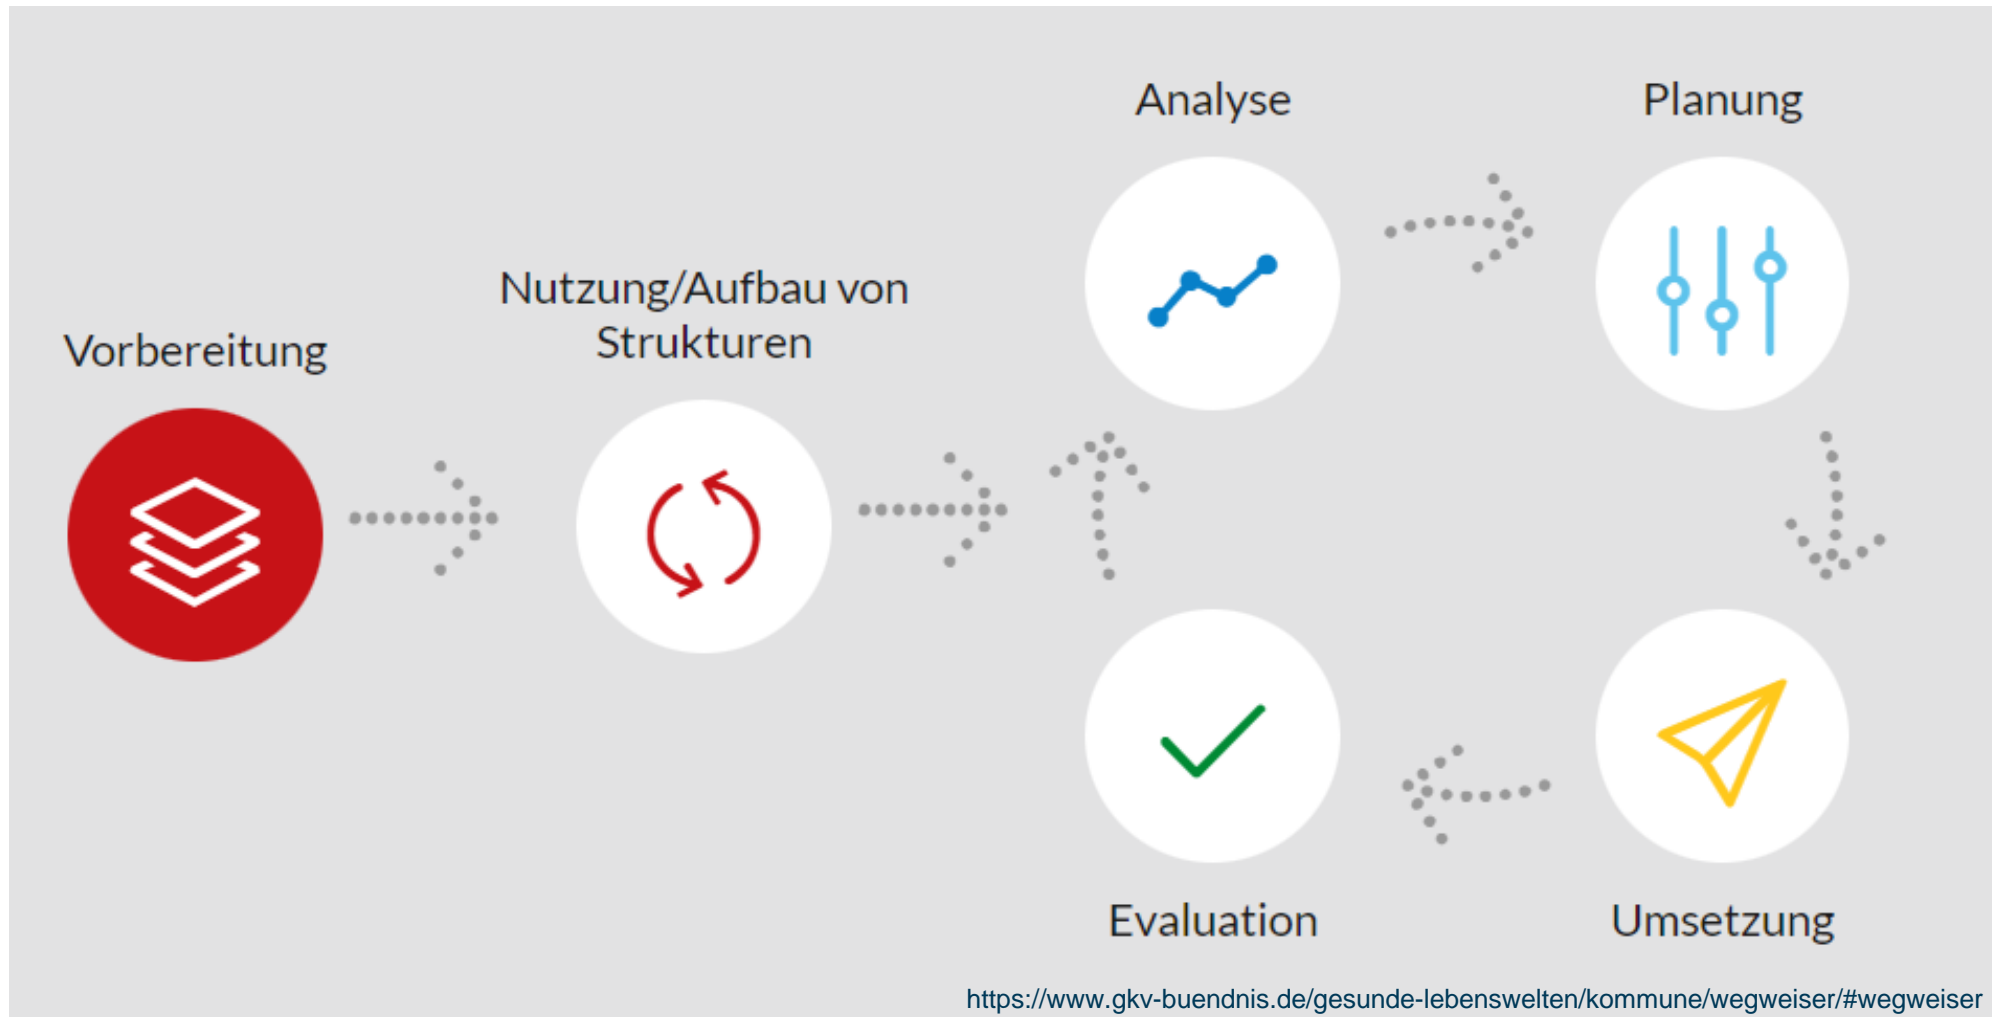 Vorbereitung
Nutzung/Aufbau von
Strukturen
Analyse
Planung
Umsetzung
Evaluation
https://www.gkv-buendnis.de/gesunde-lebenswelten/kommune/wegweiser/#wegweiser